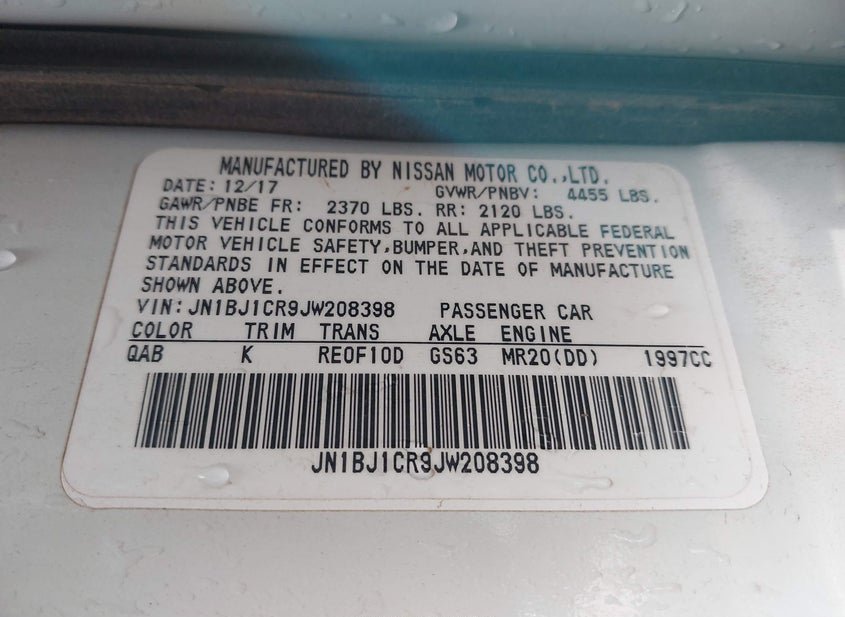 MANUFACTURED BY NISSAN MOTOR CO.,LTD.
DATE: 12/17 GVWR/PNBV: 4455 LBS.
GAWR/PNBE FR: 2370 LBS. RR: 2120 LBS.
THIS VEHICLE CONFORMS TO ALL APPLICABLE FEDERAL
MOTOR VEHICLE SAFETY,BUMPER,AND THEFT PREVENTION
STANDARDS IN EFFECT ON THE DATE OF MANUFACTURE
SHOWN ABOVE.
VIN: JN1BJ1CR9JW208398 PASSENGER CAR
COLOR TRIM TRANS AXLE ENGINE
QAB K RE0F10D GS63 MR20(DD) 1997CC
JN1BJ1CR9JW208398